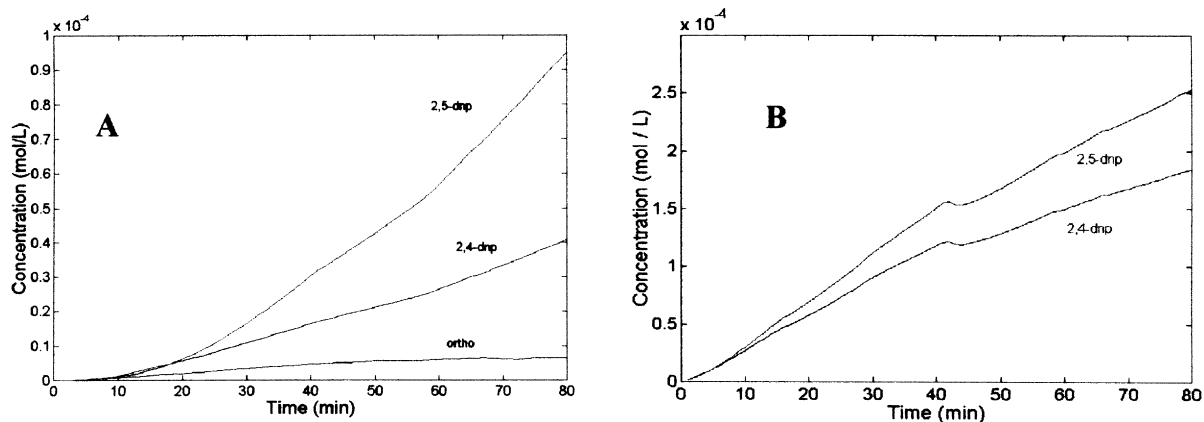 x 10⁻⁴
1
0.9
0.8
0.7
0.6
0.5
0.4
0.3
0.2
0.1
0
Concentration (mol/L)
A
2,5-dnp
2,4-dnp
ortho
0 10 20 30 40 50 60 70 80
Time (min)
x 10⁻⁴
2.5
2
1.5
1
0.5
0
Concentration (mol / L)
B
2,5-dnp
2,4-dnp
0 10 20 30 40 50 60 70 80
Time (min)